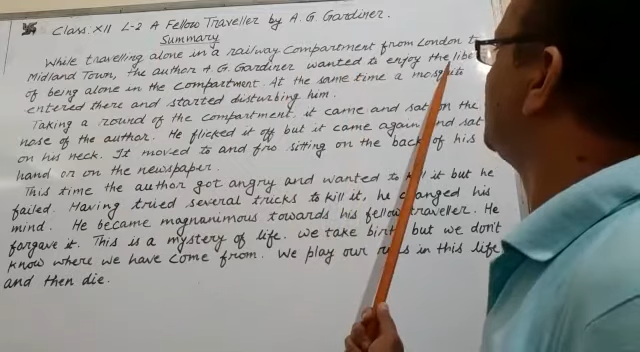 Class. XII L-2 A Fellow Traveller by A. G. Gardiner.
Summary
While travelling alone in a railway compartment from London to
Midland Town, the author A. G. Gardiner wanted to enjoy the
of being alone in the compartment. At the same time a mosquito
entered there and started disturbing him.
Taking a round of the compartment, it came and sat on the
nose of the author. He flicked it off but it came again and sat
on his neck. It moved to and fro sitting on the back of his
hand or on the newspaper.
This time the author got angry and wanted to it but he
failed. Having tried several tricks to kill it, he changed his
mind. He became magnanimous towards his fellow traveller. He
forgave it. This is a mystery of life. We take birth but we don't
know where we have come from. We play our in this life
and then die.